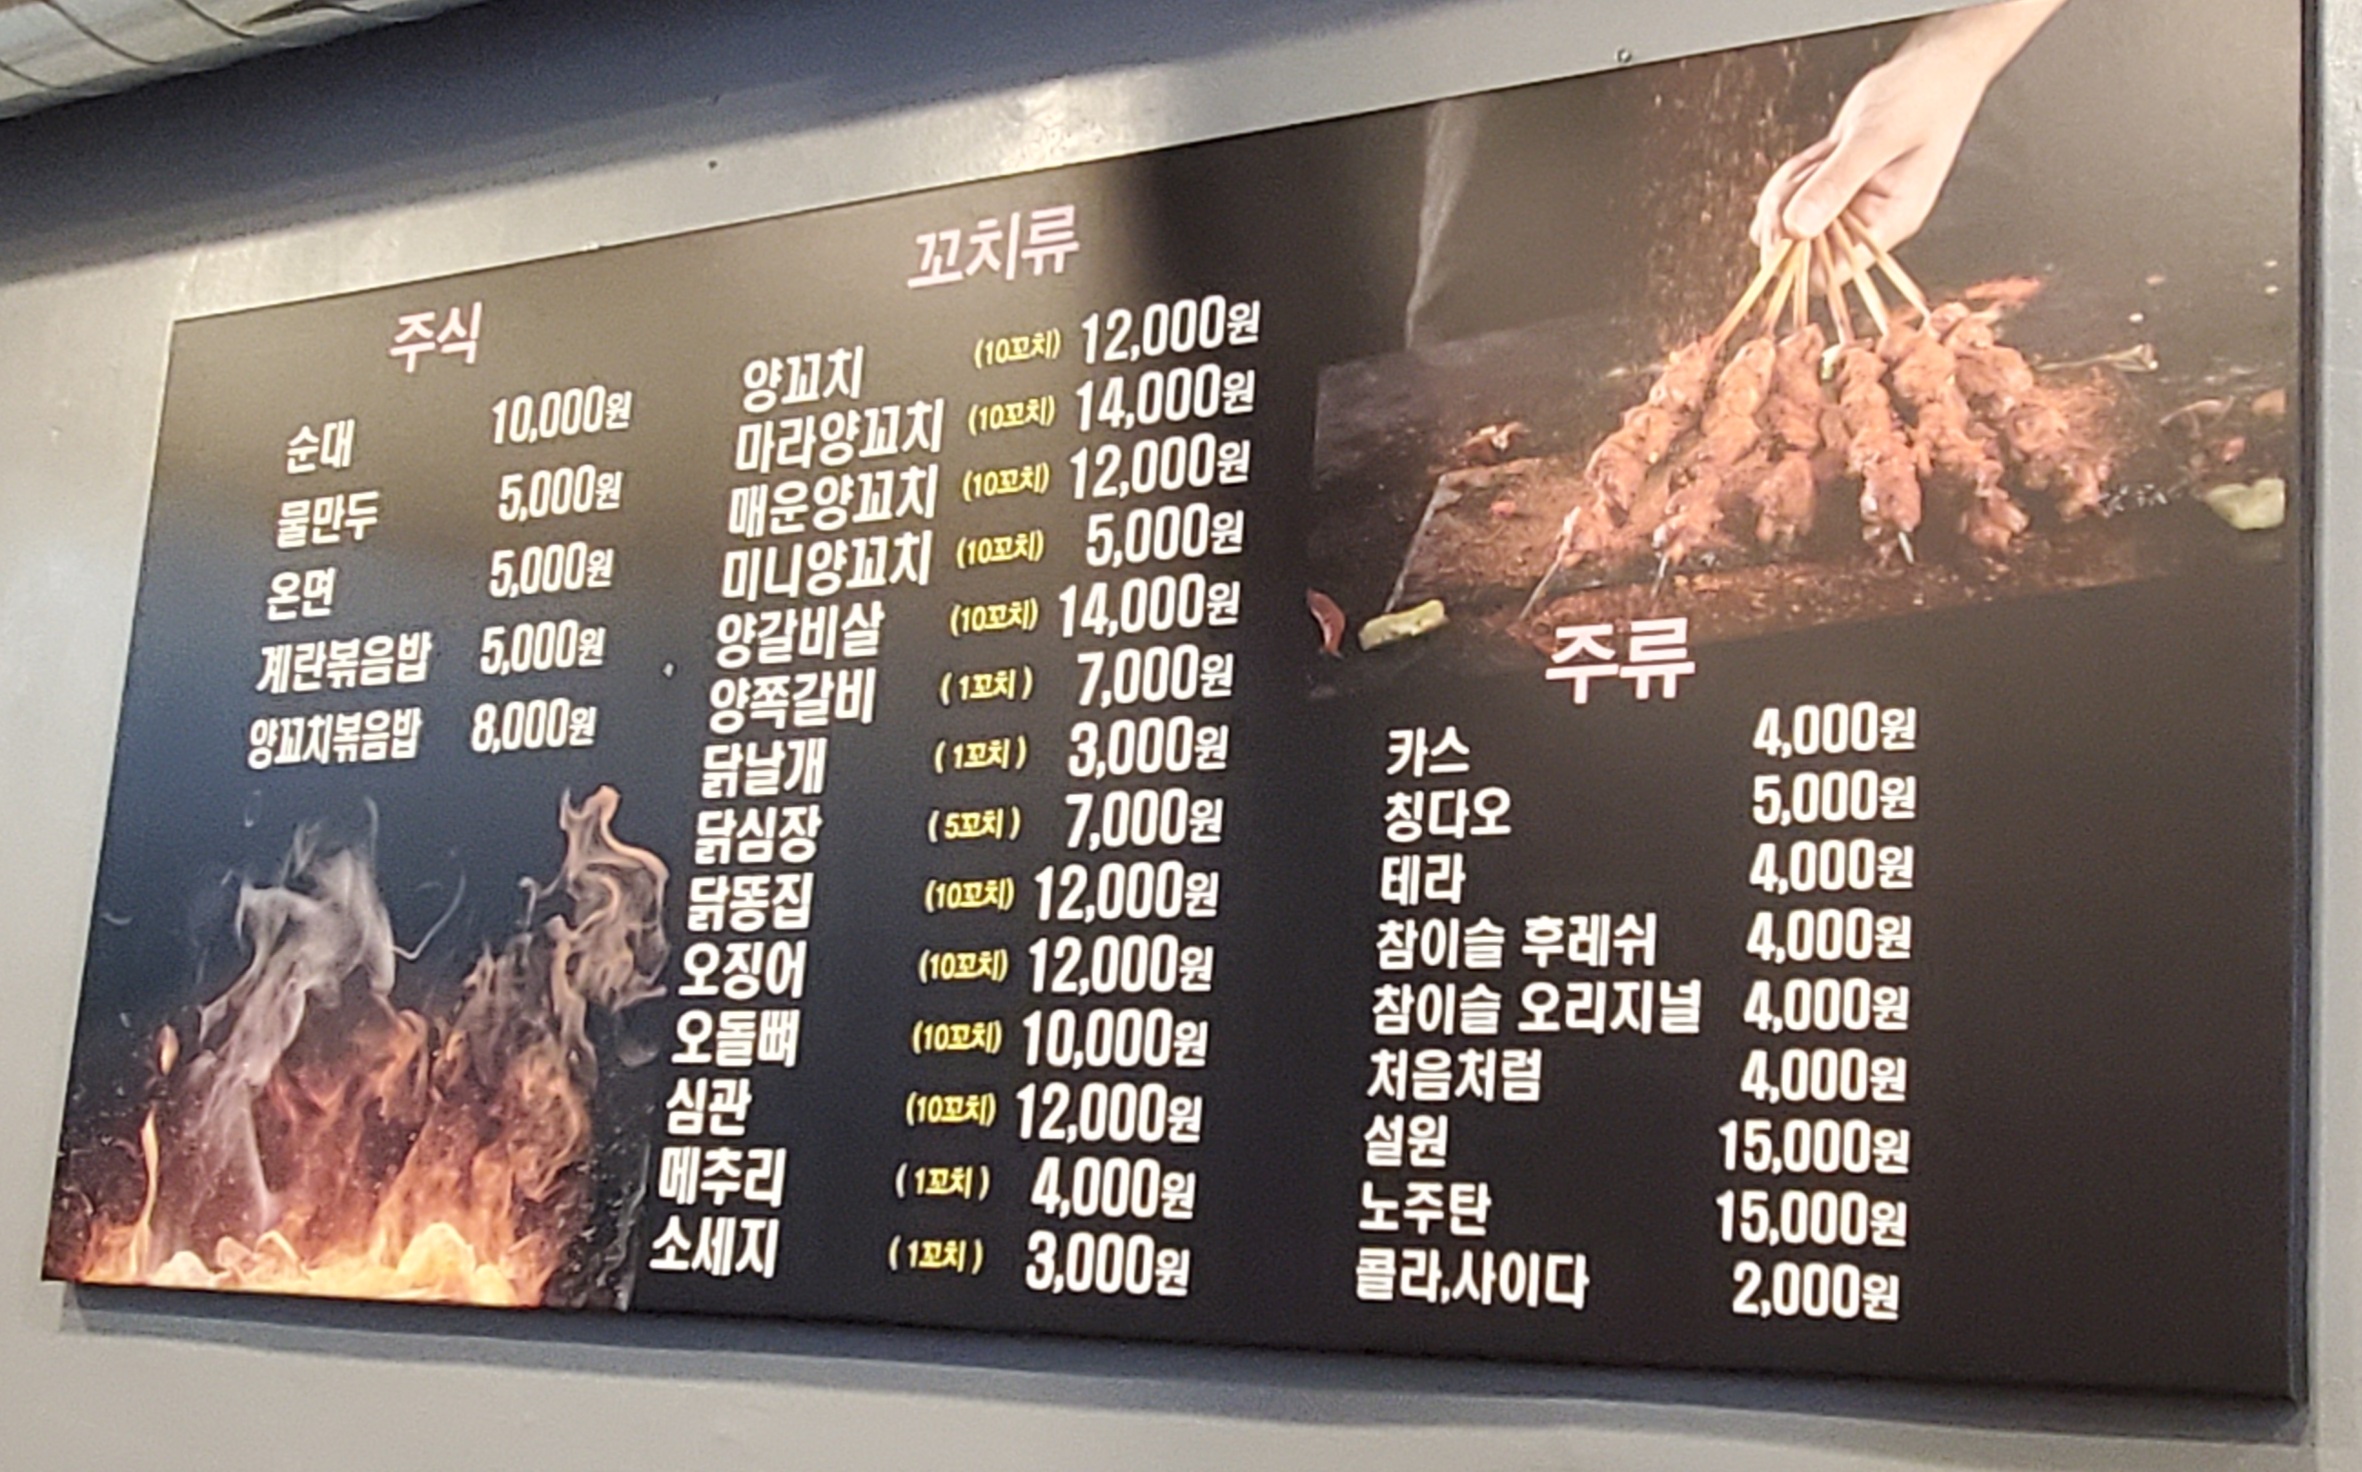 주식
순대 10,000원
물만두 5,000원
온면 5,000원
계란볶음밥 5,000원
양꼬치볶음밥 8,000원
꼬치류
양꼬치 (10꼬치) 12,000원
마라양꼬치 (10꼬치) 14,000원
매운양꼬치 (10꼬치) 12,000원
미니양꼬치 (10꼬치) 5,000원
양갈비살 (10꼬치) 14,000원
양쪽갈비 (1꼬치) 7,000원
닭날개 (1꼬치) 3,000원
닭심장 (5꼬치) 7,000원
닭똥집 (10꼬치) 12,000원
오징어 (10꼬치) 12,000원
오돌뼈 (10꼬치) 10,000원
심관 (10꼬치) 12,000원
메추리 (1꼬치) 4,000원
소세지 (1꼬치) 3,000원
주류
카스 4,000원
칭다오 5,000원
테라 4,000원
참이슬 후레쉬 4,000원
참이슬 오리지널 4,000원
처음처럼 4,000원
설원 15,000원
노주탄 15,000원
콜라,사이다 2,000원